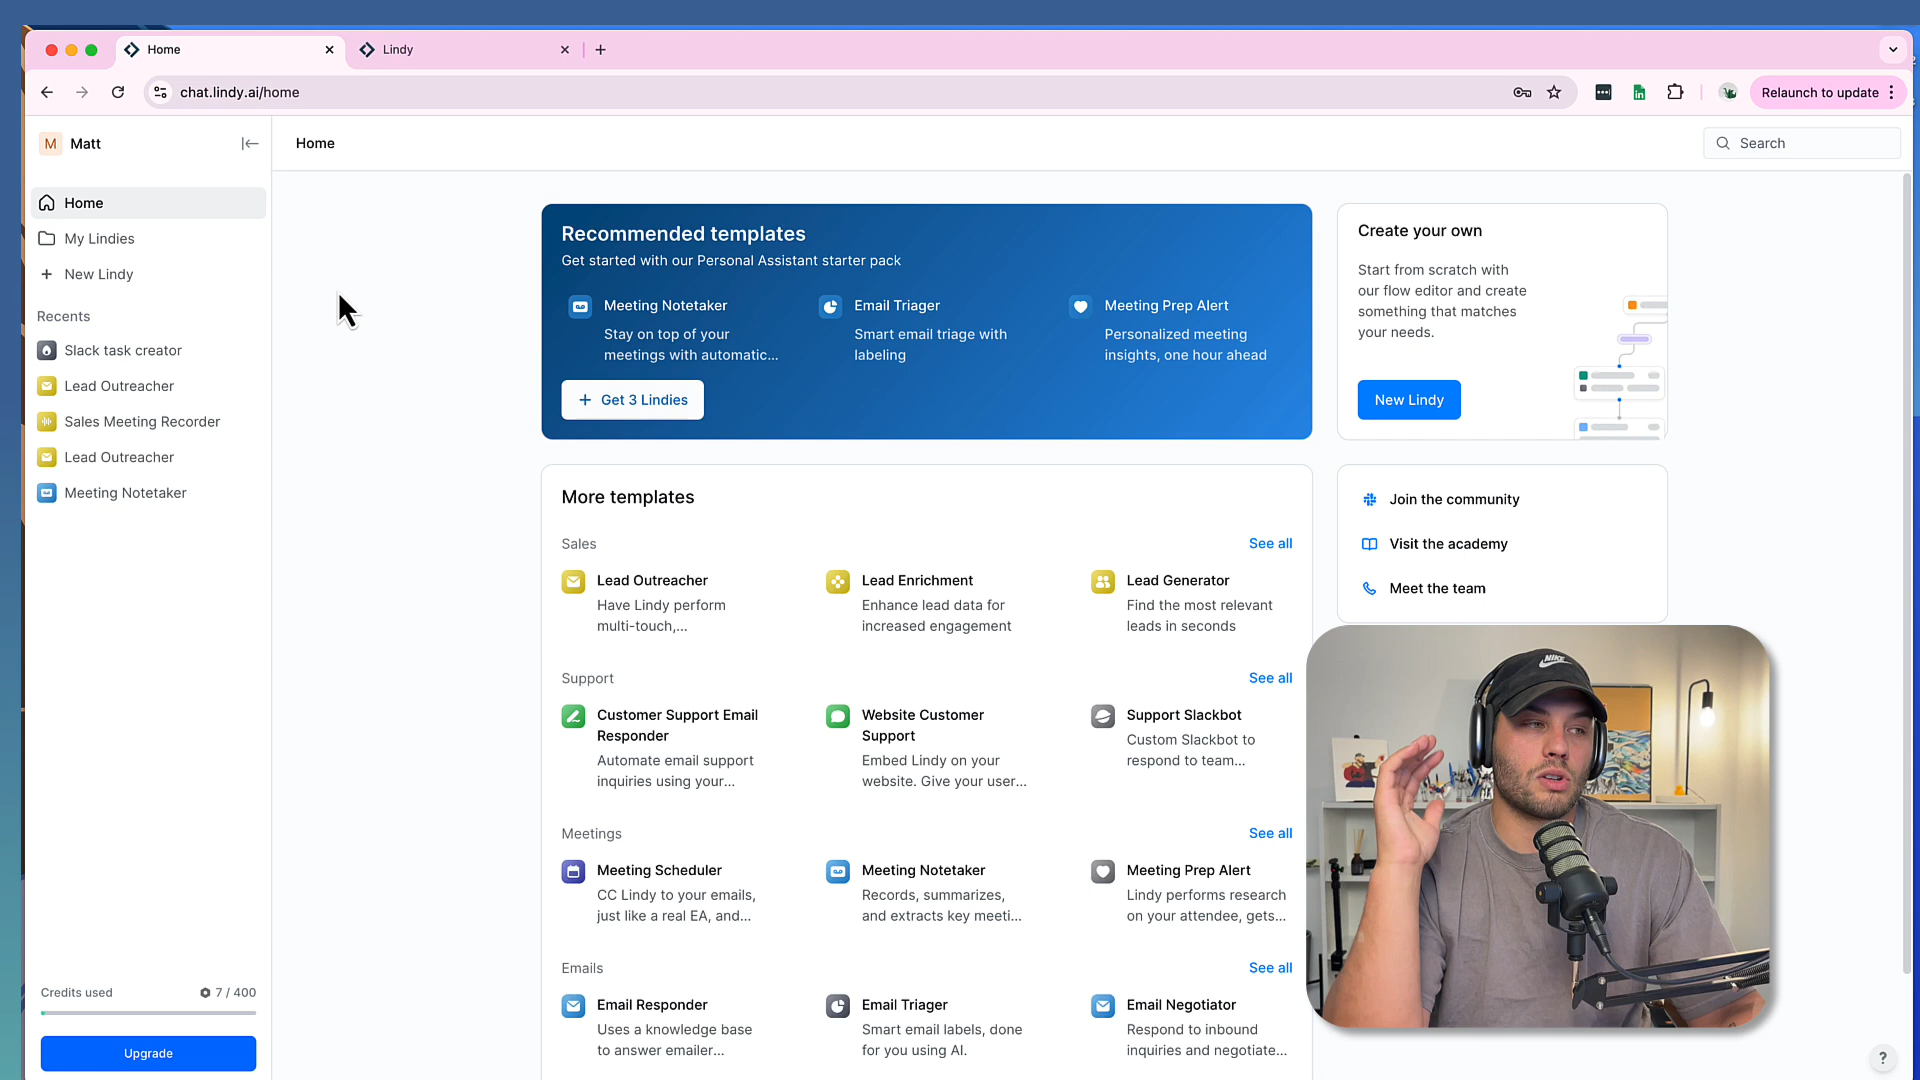 Home
Lindy
chat.lindy.ai/home
Relaunch to update
M Matt
Home
Search
Home
My Lindies
New Lindy
Recents
Slack task creator
Lead Outreacher
Sales Meeting Recorder
Lead Outreacher
Meeting Notetaker
Credits used
7 / 400
Upgrade
Recommended templates
Get started with our Personal Assistant starter pack
Meeting Notetaker
Stay on top of your
meetings with automatic...
Email Triager
Smart email triage with
labeling
Meeting Prep Alert
Personalized meeting
insights, one hour ahead
+ Get 3 Lindies
Create your own
Start from scratch with
our flow editor and create
something that matches
your needs.
New Lindy
More templates
Sales
See all
Lead Outreacher
Have Lindy perform
multi-touch,...
Lead Enrichment
Enhance lead data for
increased engagement
Lead Generator
Find the most relevant
leads in seconds
Support
See all
Customer Support Email
Responder
Automate email support
inquiries using your...
Website Customer
Support
Embed Lindy on your
website. Give your user...
Support Slackbot
Custom Slackbot to
respond to team...
Meetings
See all
Meeting Scheduler
CC Lindy to your emails,
just like a real EA, and...
Meeting Notetaker
Records, summarizes,
and extracts key meeti...
Meeting Prep Alert
Lindy performs research
on your attendee, gets...
Emails
See all
Email Responder
Uses a knowledge base
to answer emailer...
Email Triager
Smart email labels, done
for you using AI.
Email Negotiator
Respond to inbound
inquiries and negotiate...
Join the community
Visit the academy
Meet the team
NIKE
?